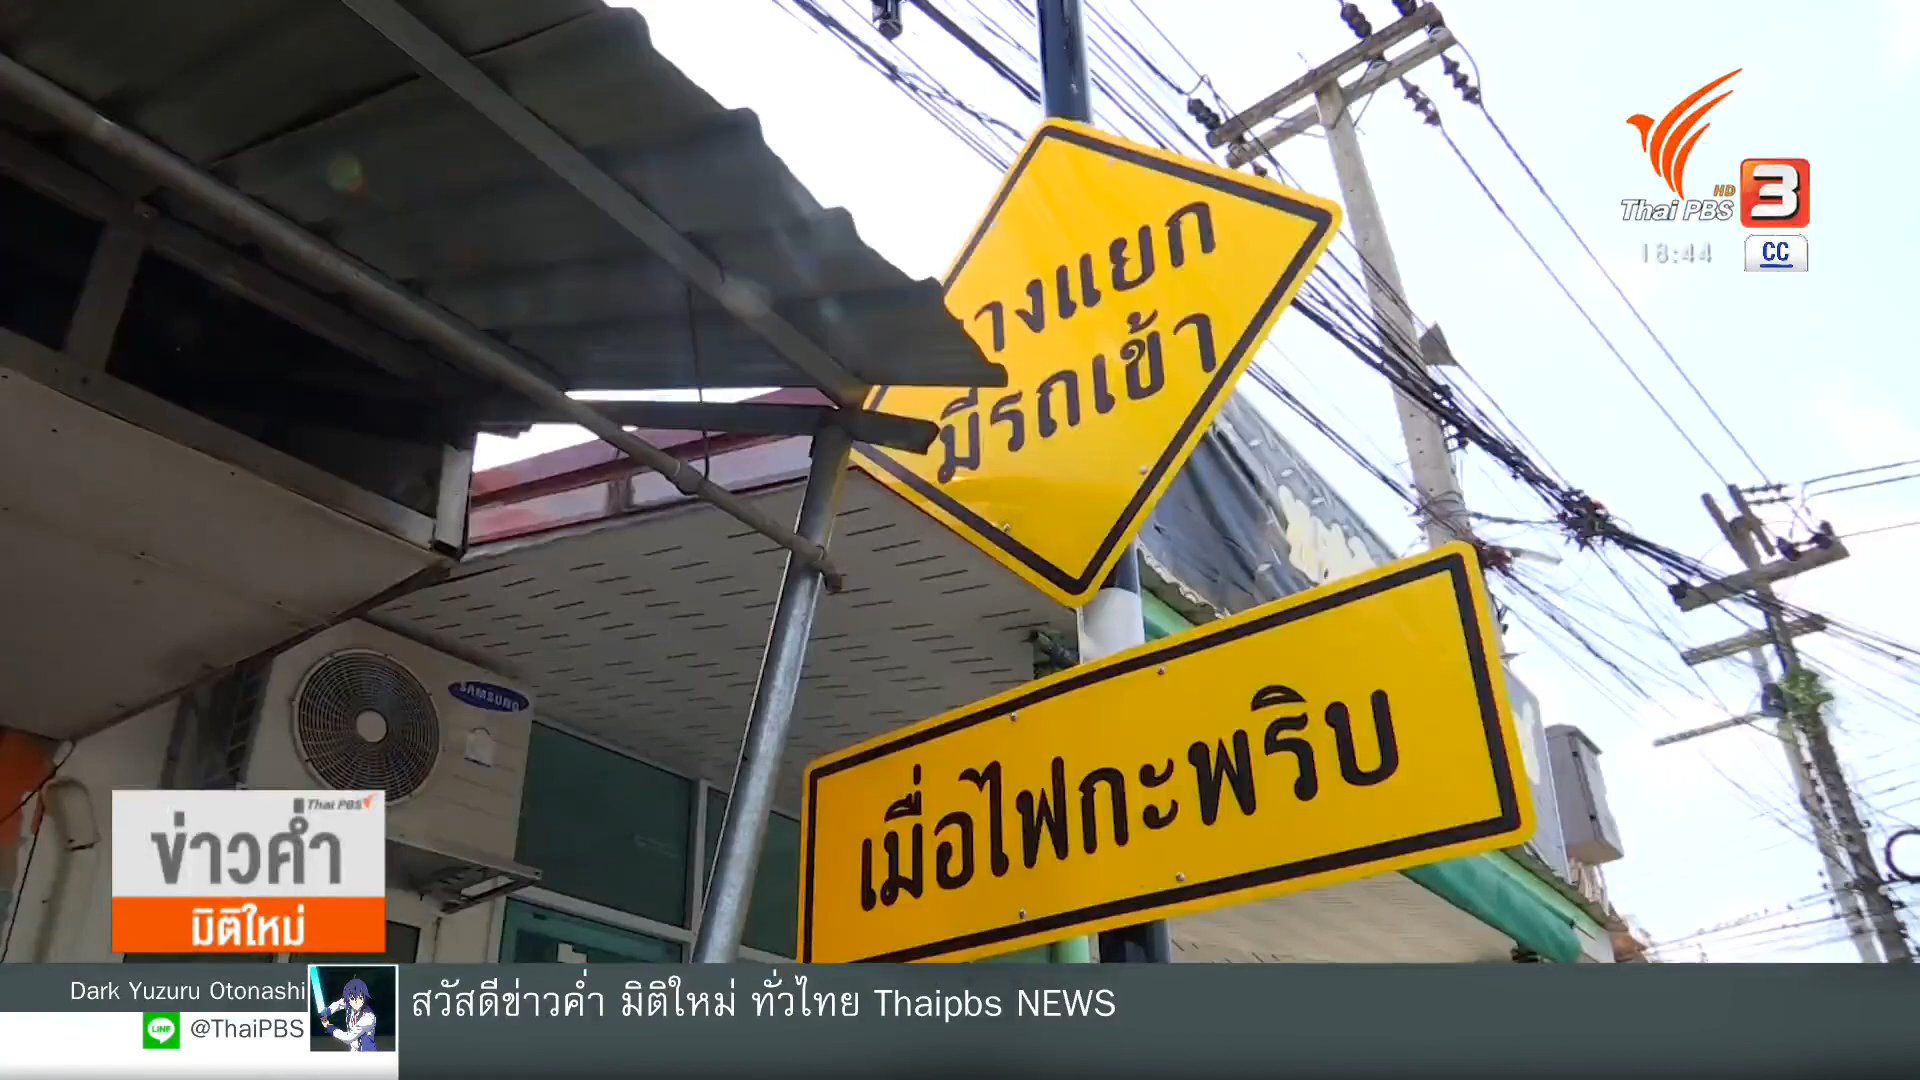 างแยก
มีรถเข้า
เมื่อไฟกะพริบ
SAMSUNG
HD
Thai PBS 3
18:44
CC
Thai PBS
ข่าวค่ำ
มิติใหม่
Dark Yuzuru Otonashi
LINE @ThaiPBS
สวัสดีข่าวค่ำ มิติใหม่ ทั่วไทย Thaipbs NEWS